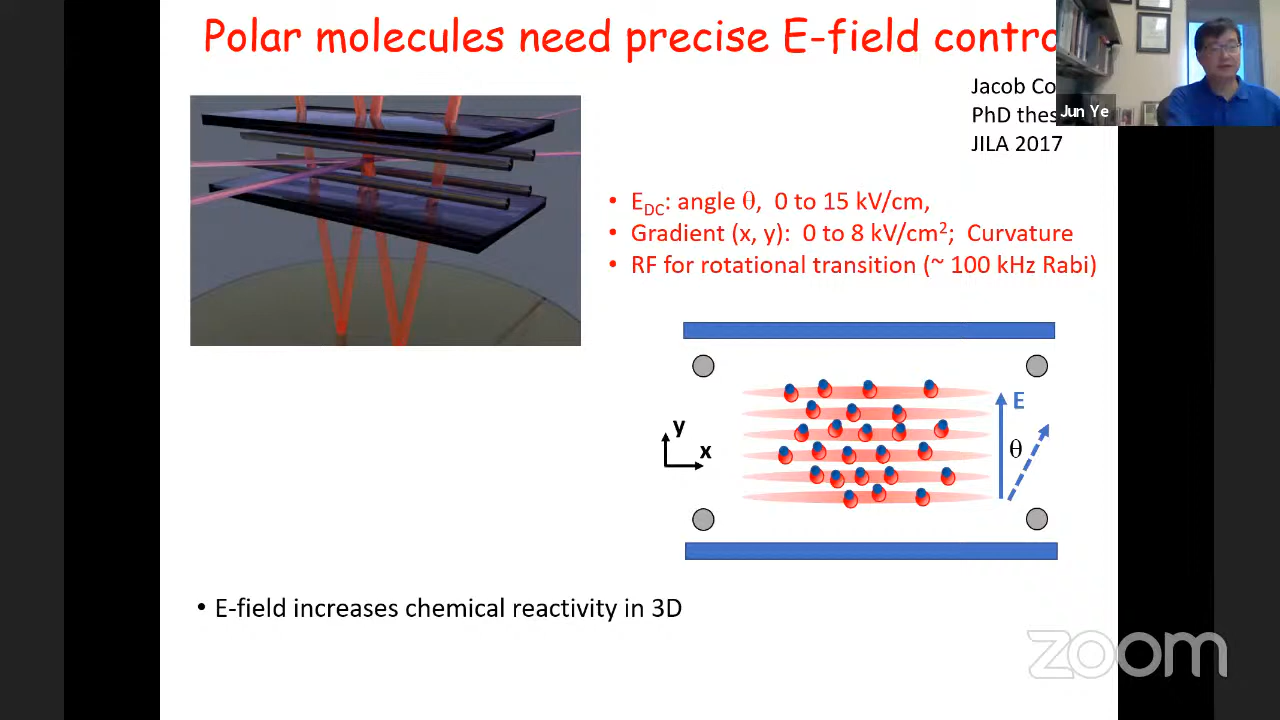 Polar molecules need precise E-field contro
Jacob Co
PhD thes
JILA 2017
Jun Ye
• E_DC: angle θ, 0 to 15 kV/cm,
• Gradient (x, y): 0 to 8 kV/cm²; Curvature
• RF for rotational transition (~ 100 kHz Rabi)
E
θ
y
x
• E-field increases chemical reactivity in 3D
zoom